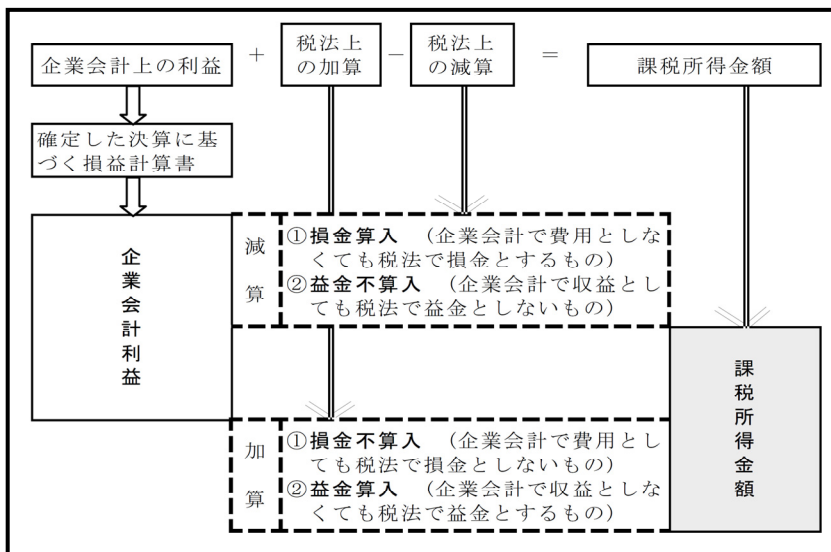 企業会計上の利益 + 税法上の加算 − 税法上の減算 = 課税所得金額
確定した決算に基
づく損益計算書
企業会計利益
減算
①損金算入 （企業会計で費用としな
くても税法で損金とするもの）
②益金不算入 （企業会計で収益とし
ても税法で益金としないもの）
加算
①損金不算入 （企業会計で費用とし
ても税法で損金としないもの）
②益金算入 （企業会計で収益としな
くても税法で益金とするもの）
課税所得金額